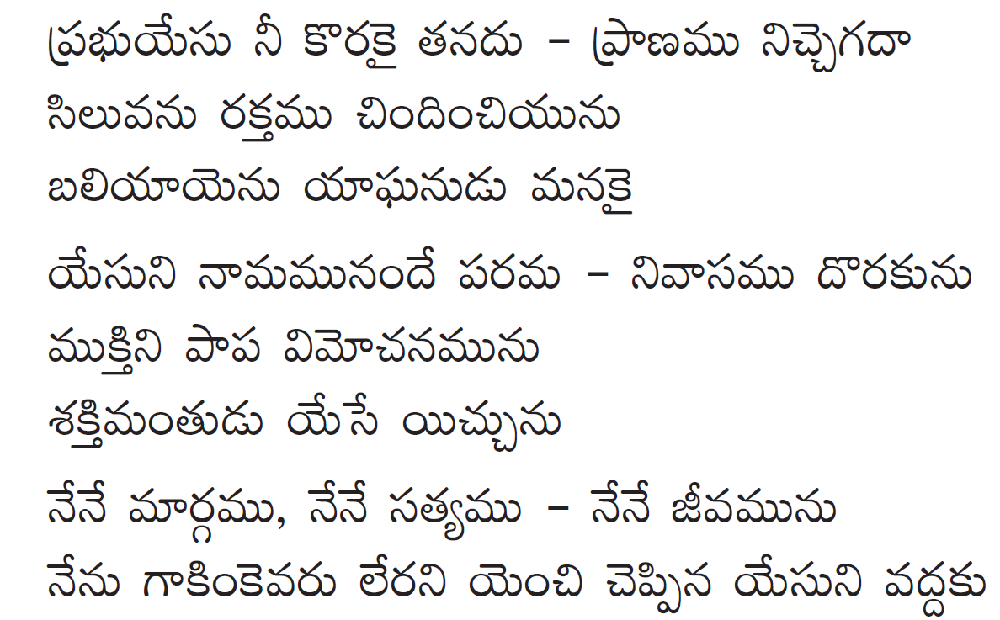 ప్రభుయేసు నీ కొరకై తనదు – ప్రాణము నిచ్చెగదా
సిలువను రక్తము చిందించియును
బలియాయెను యాఘనుడు మనకై
యేసుని నామమునందే పరమ – నివాసము దొరకును
ముక్తిని పాప విమోచనమును
శక్తిమంతుడు యేసే యిచ్చును
నేనే మార్గము, నేనే సత్యము – నేనే జీవమును
నేను గాకింకెవరు లేరని యెంచి చెప్పిన యేసుని వద్దకు